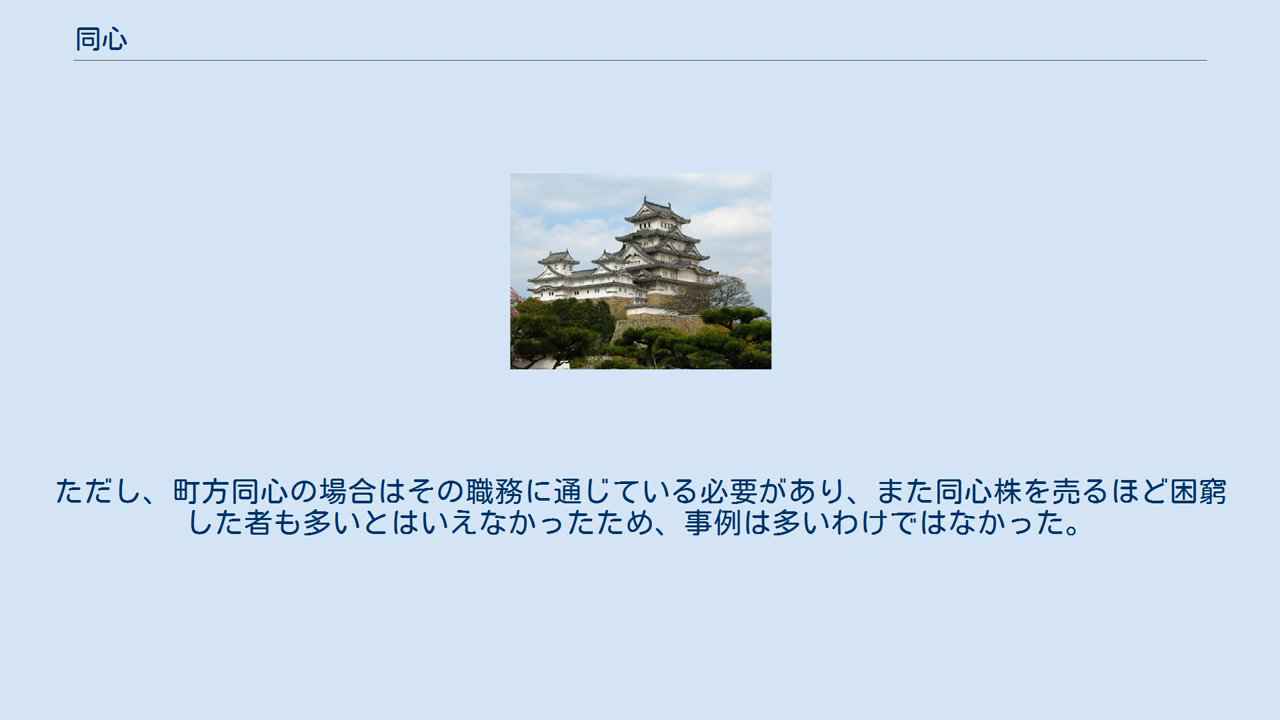 同心
ただし、町方同心の場合はその職務に通じている必要があり、また同心株を売るほど困窮
した者も多いとはいえなかったため、事例は多いわけではなかった。